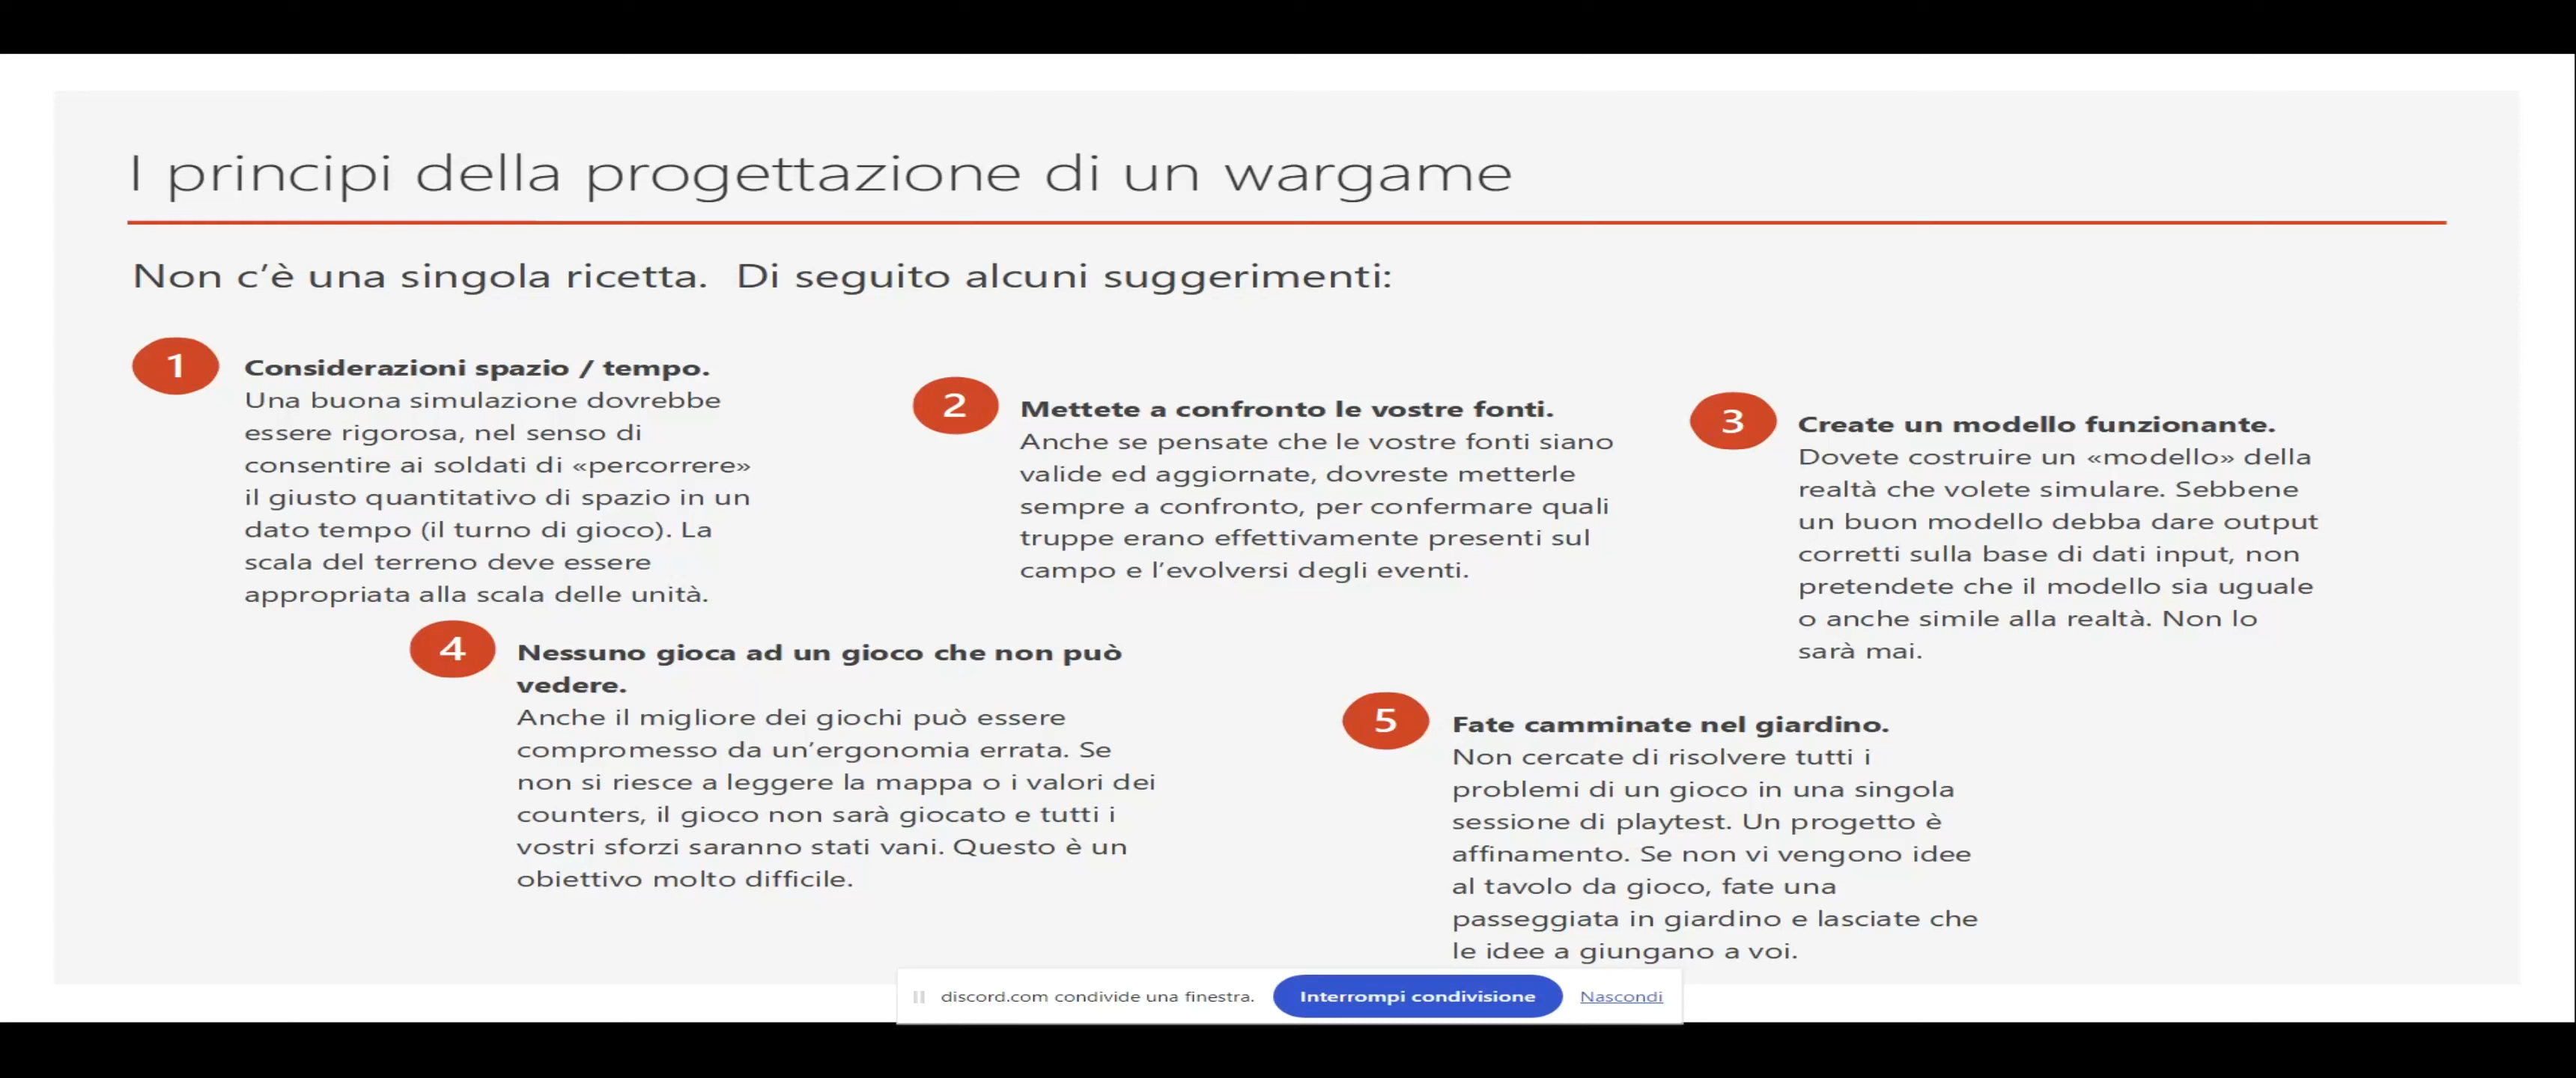 I principi della progettazione di un wargame
Non c'è una singola ricetta. Di seguito alcuni suggerimenti:
1
Considerazioni spazio / tempo.
Una buona simulazione dovrebbe
essere rigorosa, nel senso di
consentire ai soldati di «percorrere»
il giusto quantitativo di spazio in un
dato tempo (il turno di gioco). La
scala del terreno deve essere
appropriata alla scala delle unità.
2
Mettete a confronto le vostre fonti.
Anche se pensate che le vostre fonti siano
valide ed aggiornate, dovreste metterle
sempre a confronto, per confermare quali
truppe erano effettivamente presenti sul
campo e l'evolversi degli eventi.
3
Create un modello funzionante.
Dovete costruire un «modello» della
realtà che volete simulare. Sebbene
un buon modello debba dare output
corretti sulla base di dati input, non
pretendete che il modello sia uguale
o anche simile alla realtà. Non lo
sarà mai.
4
Nessuno gioca ad un gioco che non può
vedere.
Anche il migliore dei giochi può essere
compromesso da un'ergonomia errata. Se
non si riesce a leggere la mappa o i valori dei
counters, il gioco non sarà giocato e tutti i
vostri sforzi saranno stati vani. Questo è un
obiettivo molto difficile.
5
Fate camminate nel giardino.
Non cercate di risolvere tutti i
problemi di un gioco in una singola
sessione di playtest. Un progetto è
affinamento. Se non vi vengono idee
al tavolo da gioco, fate una
passeggiata in giardino e lasciate che
le idee a giungano a voi.
discord.com condivide una finestra.
Interrompi condivisione
Nascondi